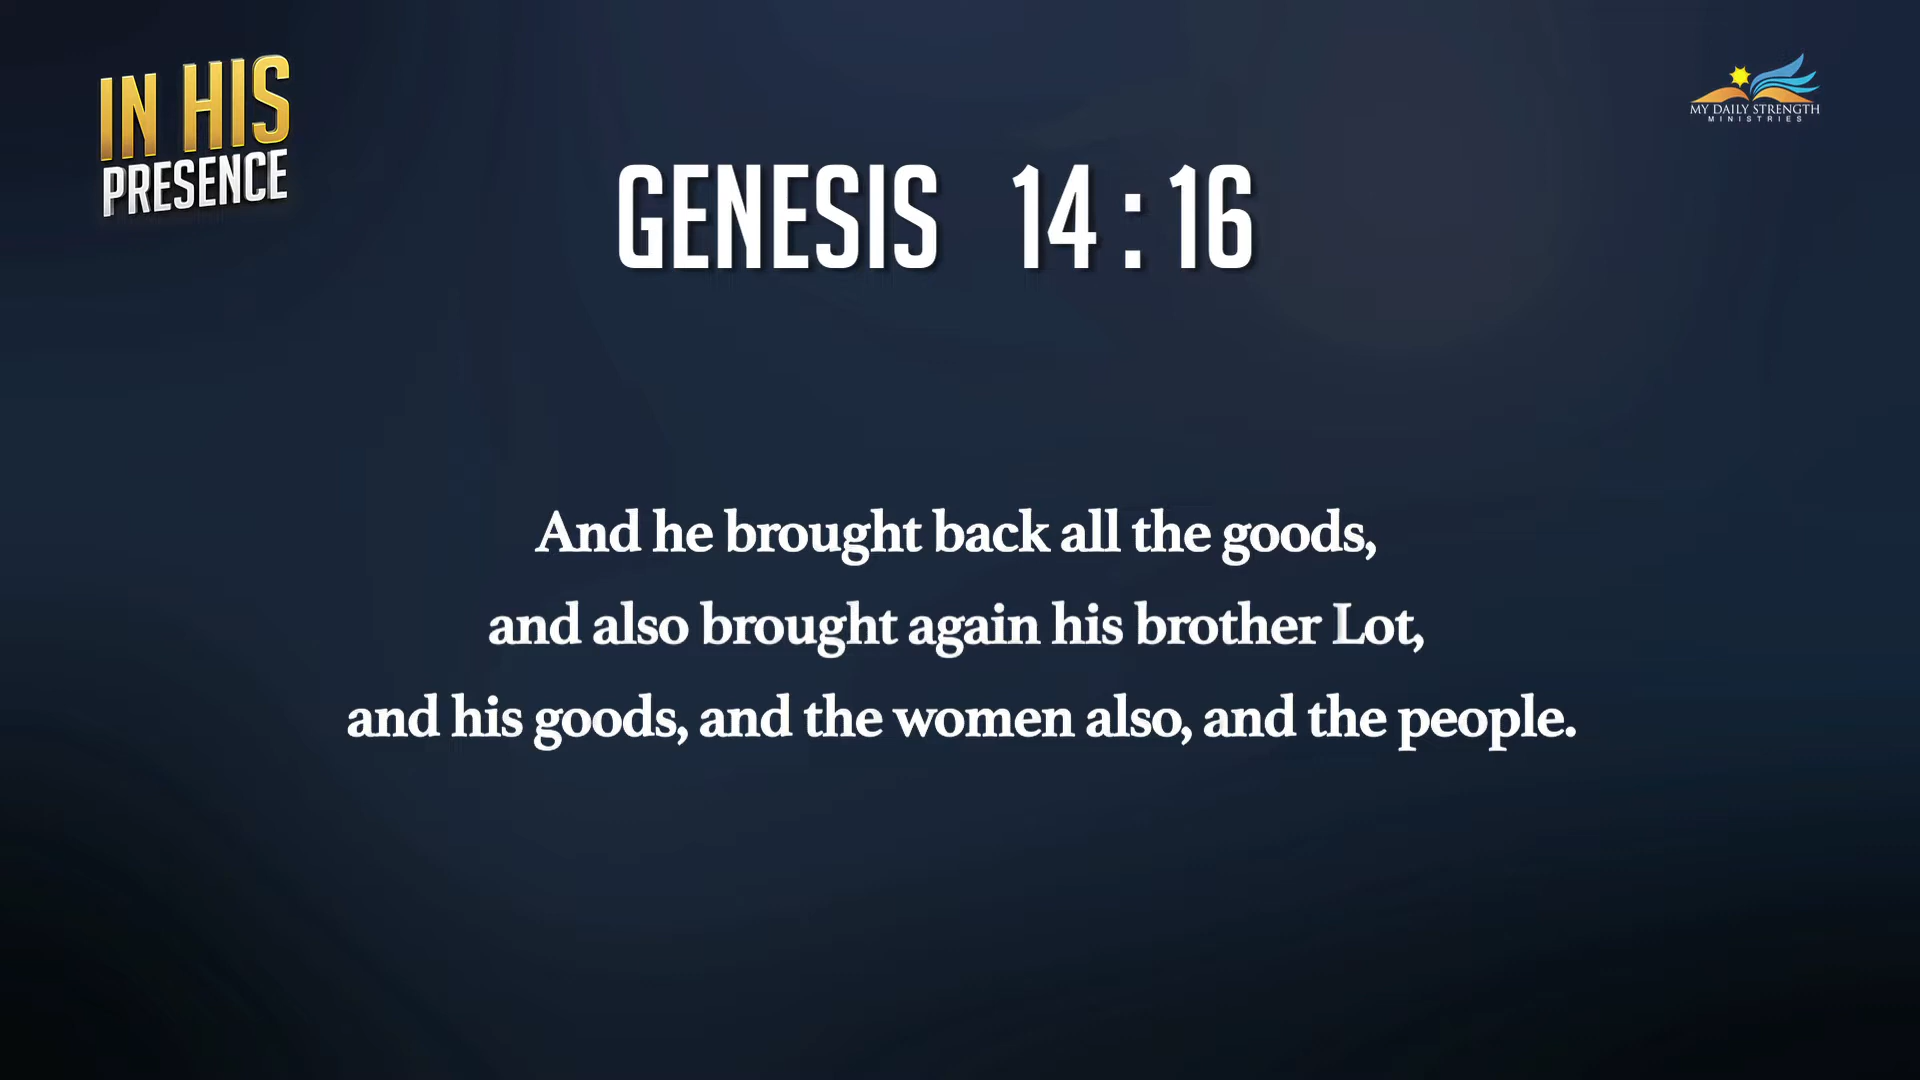 IN HIS
PRESENCE
MY DAILY STRENGTH
MINISTRIES
GENESIS 14 : 16
And he brought back all the goods,
and also brought again his brother Lot,
and his goods, and the women also, and the people.